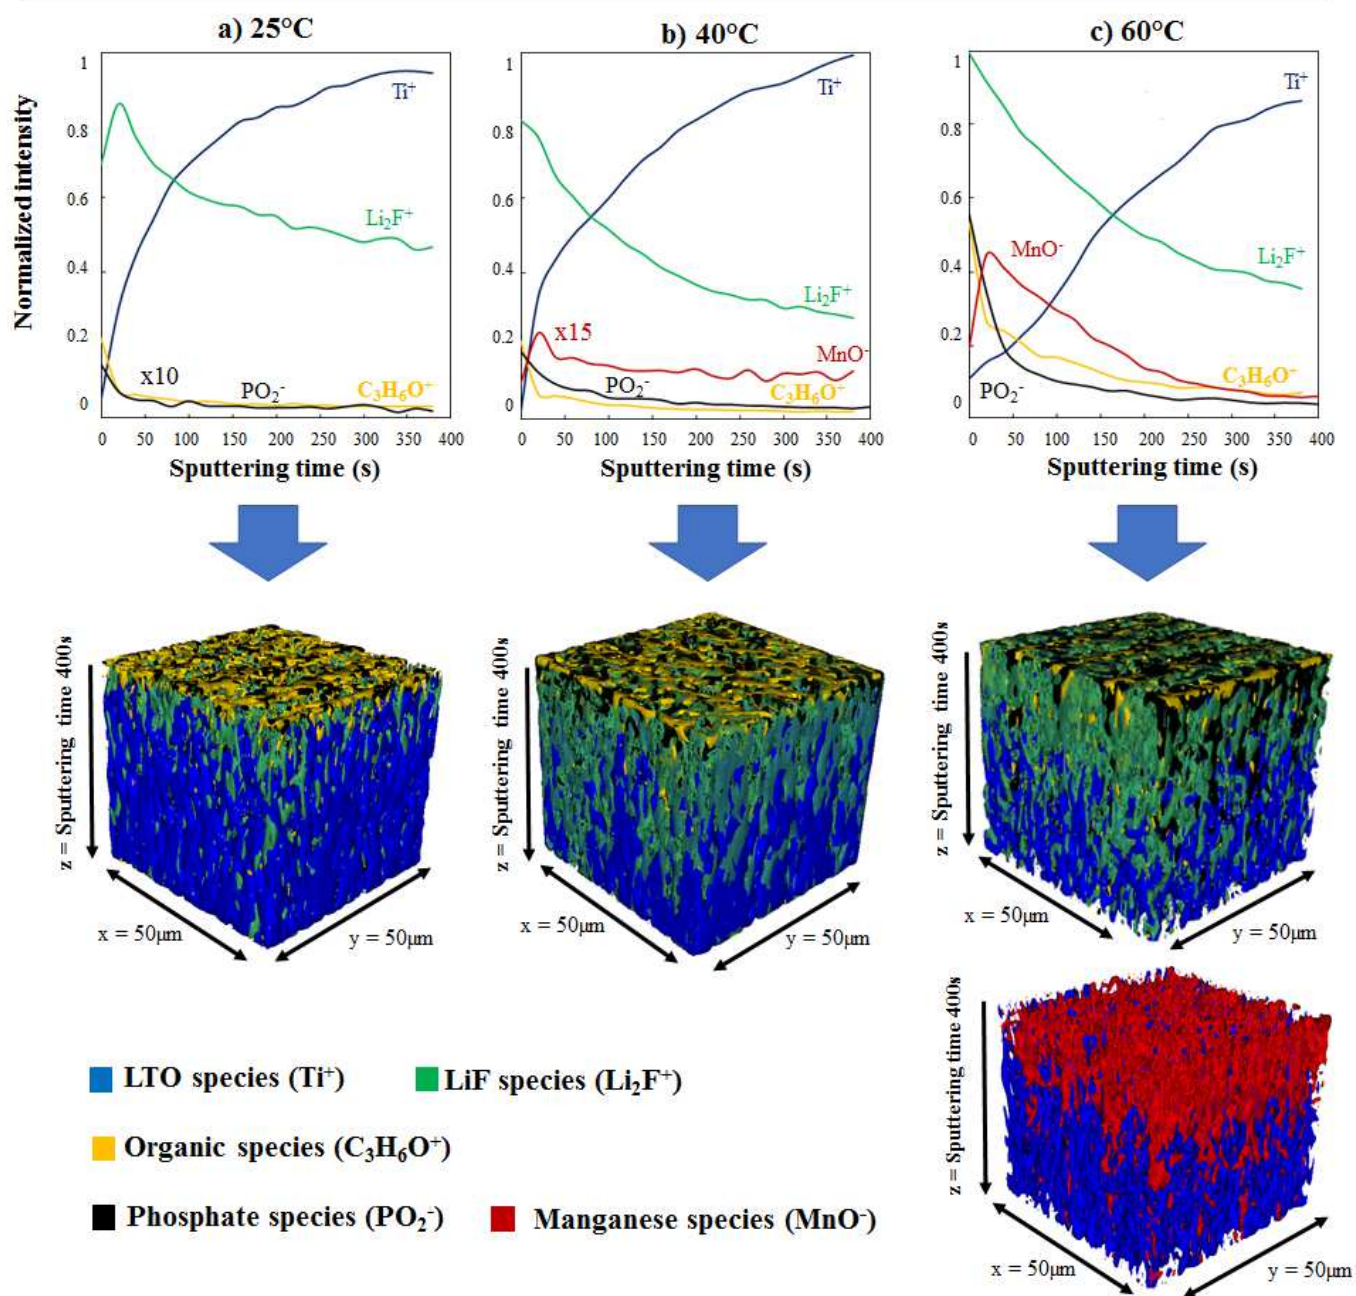 a) 25°C
b) 40°C
c) 60°C
Normalized intensity
1
0.8
0.6
0.4
0.2
0
Ti⁺
Li₂F⁺
x10
PO₂⁻
C₃H₆O⁺
0 50 100 150 200 250 300 350 400
Sputtering time (s)
1
0.8
0.6
0.4
0.2
0
Ti⁺
Li₂F⁺
x15
MnO⁻
PO₂⁻
C₃H₆O⁺
0 50 100 150 200 250 300 350 400
Sputtering time (s)
1
0.8
0.6
0.4
0.2
0
Ti⁺
MnO⁻
Li₂F⁺
C₃H₆O⁺
PO₂⁻
0 50 100 150 200 250 300 350 400
Sputtering time (s)
z = Sputtering time 400s
x = 50µm
y = 50µm
z = Sputtering time 400s
x = 50µm
y = 50µm
z = Sputtering time 400s
x = 50µm
y = 50µm
z = Sputtering time 400s
x = 50µm
y = 50µm
LTO species (Ti⁺)
LiF species (Li₂F⁺)
Organic species (C₃H₆O⁺)
Phosphate species (PO₂⁻)
Manganese species (MnO⁻)